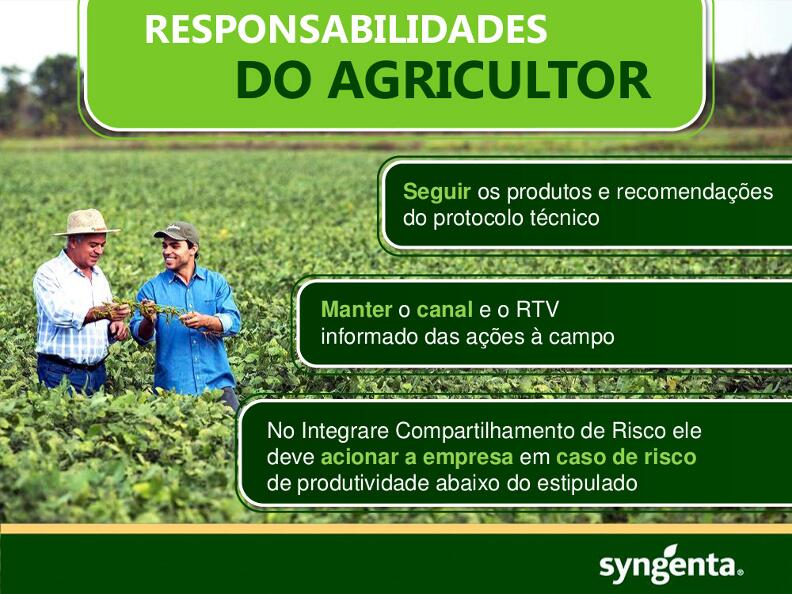 RESPONSABILIDADES
DO AGRICULTOR
Seguir os produtos e recomendações
do protocolo técnico
Manter o canal e o RTV
informado das ações à campo
No Integrare Compartilhamento de Risco ele
deve acionar a empresa em caso de risco
de produtividade abaixo do estipulado
syngenta®